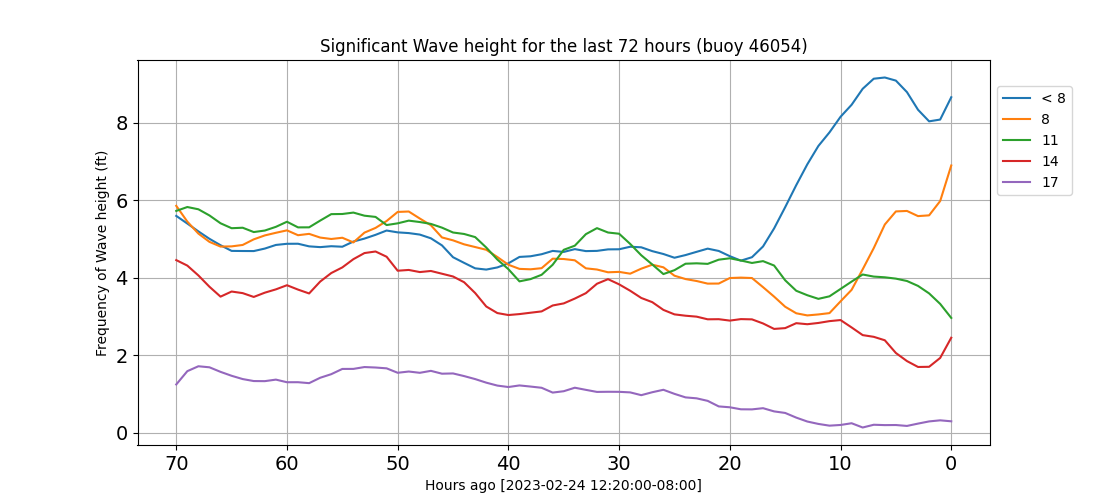 Significant Wave height for the last 72 hours (buoy 46054)
Frequency of Wave height (ft)
8
6
4
2
0
70 60 50 40 30 20 10 0
Hours ago [2023-02-24 12:20:00-08:00]
< 8
8
11
14
17